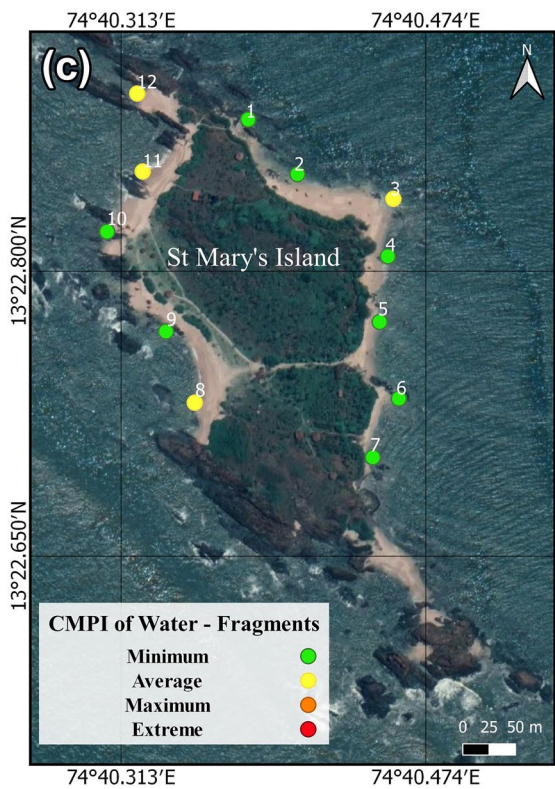 74°40.313′E 74°40.474′E
(c)
N
12
1
11
2
3
10
4
St Mary's Island
13°22.800′N
5
9
6
8
7
13°22.650′N
CMPI of Water - Fragments
Minimum
Average
Maximum
Extreme
0 25 50 m
74°40.313′E 74°40.474′E